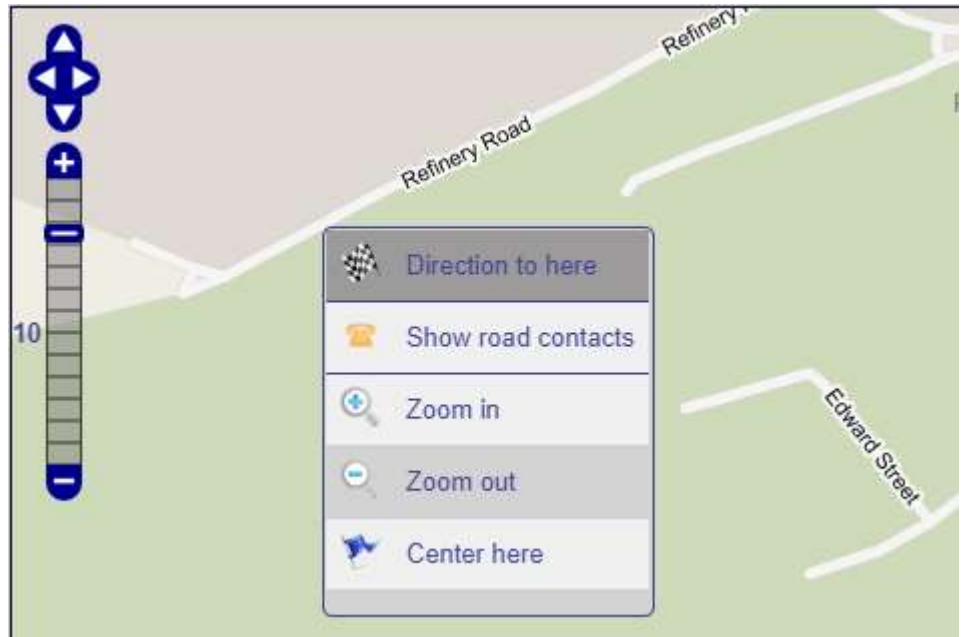 Refinery Road
Refinery
Direction to here
Show road contacts
10
Zoom in
Edward Street
Zoom out
Center here